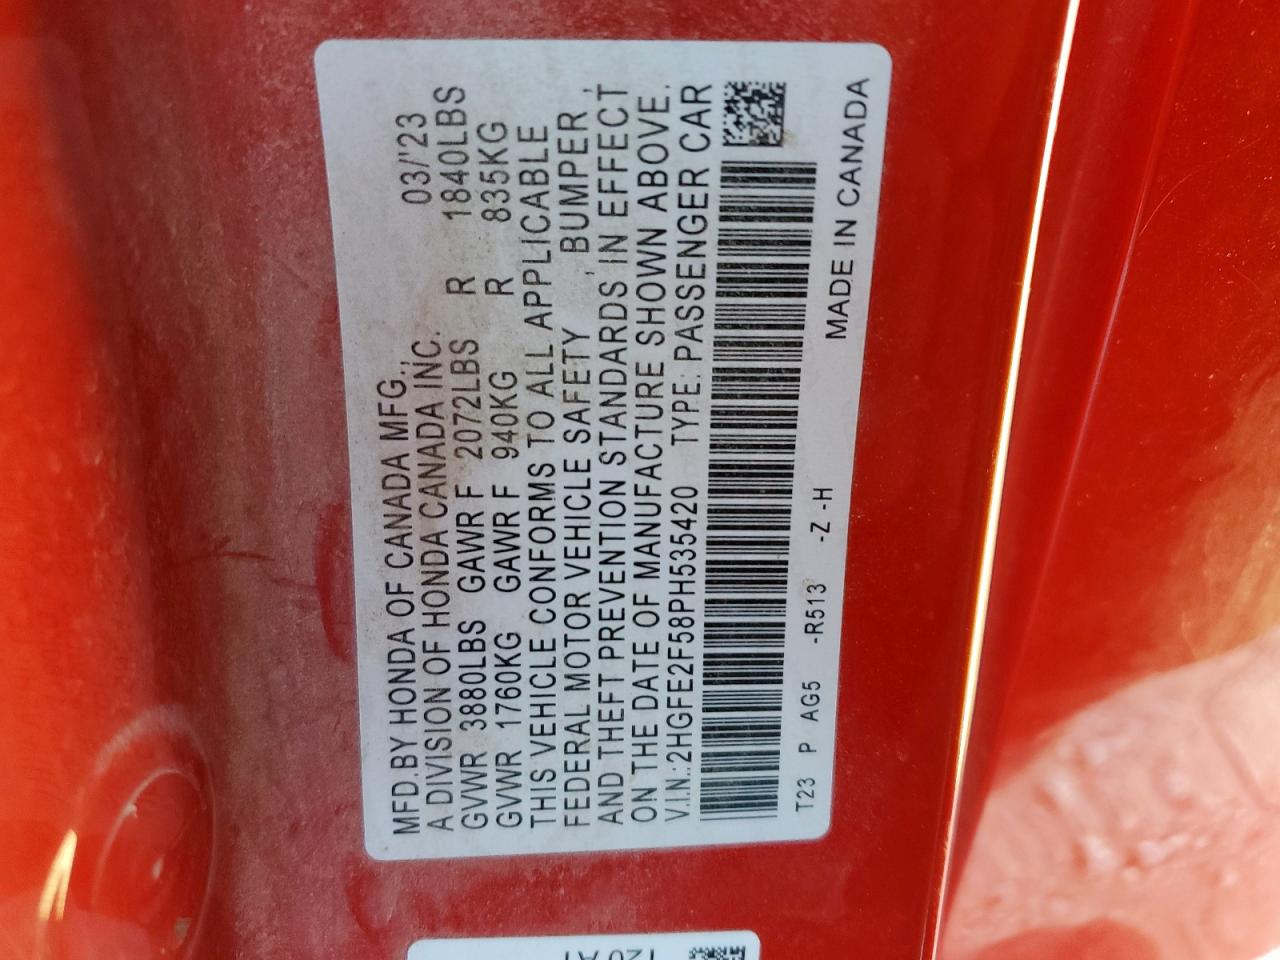 MFD.BY HONDA OF CANADA MFG.,
A DIVISION OF HONDA CANADA INC. 03/'23
GVWR 3880LBS GAWR F 2072LBS R 1840LBS
GVWR 1760KG GAWR F 940KG R 835KG
THIS VEHICLE CONFORMS TO ALL APPLICABLE
FEDERAL MOTOR VEHICLE SAFETY , BUMPER ,
AND THEFT PREVENTION STANDARDS IN EFFECT
ON THE DATE OF MANUFACTURE SHOWN ABOVE.
V.I.N.:2HGFE2F58PH535420 TYPE: PASSENGER CAR
T23 P AG5 -R513 -Z -H MADE IN CANADA